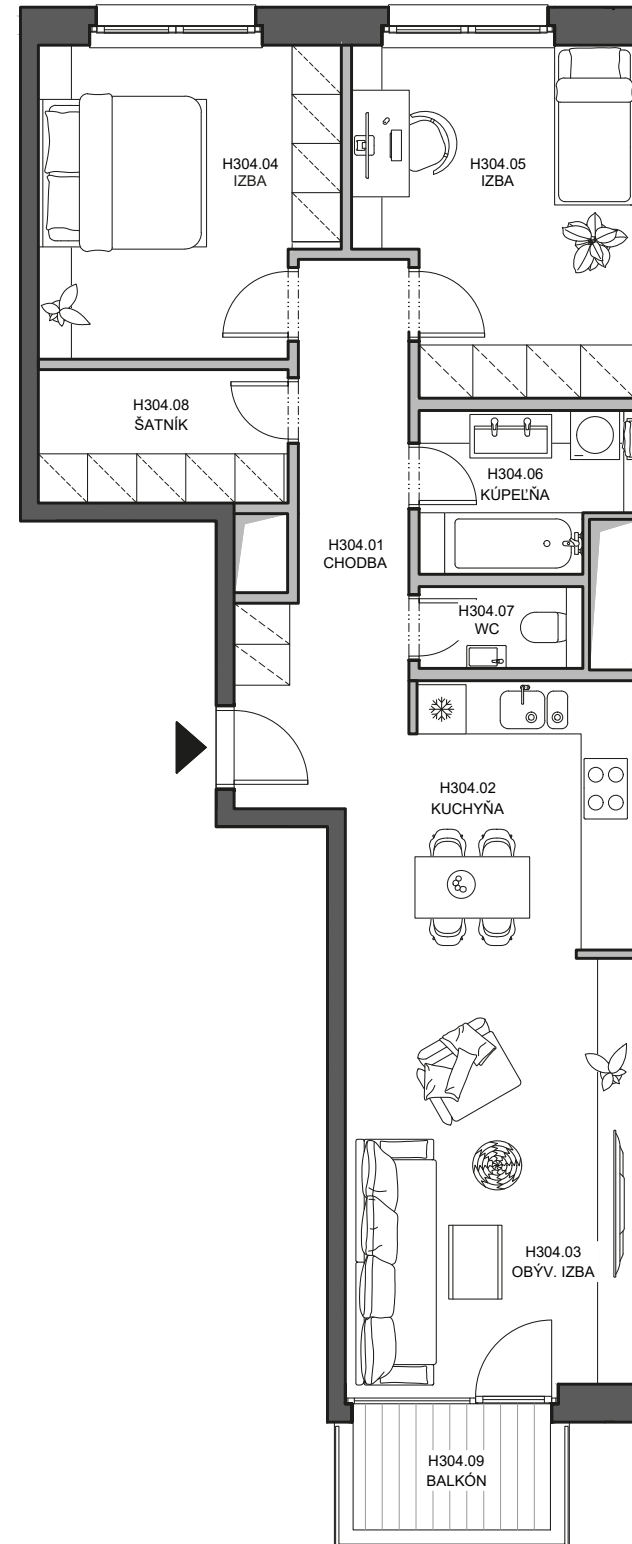 H304.04
IZBA
H304.05
IZBA
H304.08
ŠATNÍK
H304.06
KÚPEĽŇA
H304.01
CHODBA
H304.07
WC
H304.02
KUCHYŇA
H304.03
OBÝV. IZBA
H304.09
BALKÓN